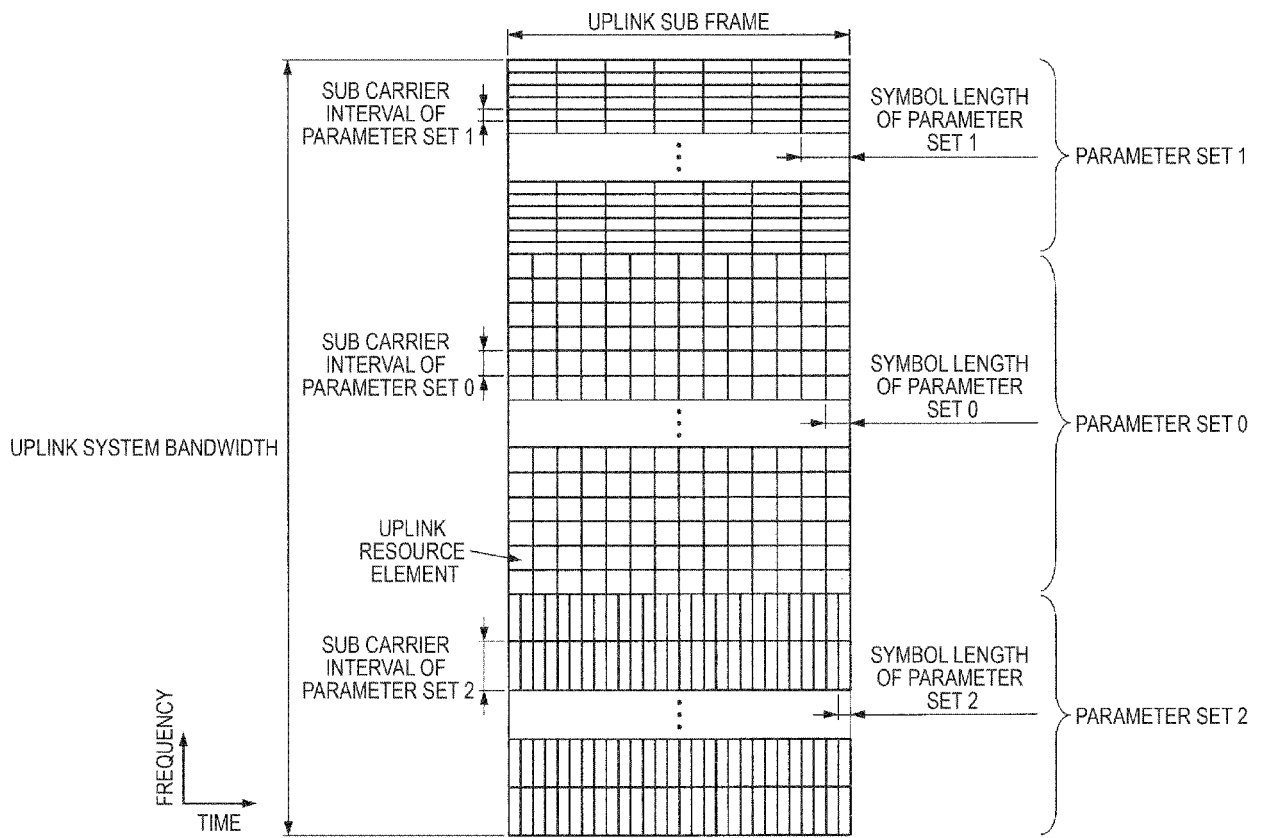 UPLINK SUB FRAME
SUB CARRIER
INTERVAL OF
PARAMETER SET 1
SYMBOL LENGTH
OF PARAMETER
SET 1
PARAMETER SET 1
SUB CARRIER
INTERVAL OF
PARAMETER SET 0
SYMBOL LENGTH
OF PARAMETER
SET 0
PARAMETER SET 0
UPLINK SYSTEM BANDWIDTH
UPLINK
RESOURCE
ELEMENT
SUB CARRIER
INTERVAL OF
PARAMETER SET 2
SYMBOL LENGTH
OF PARAMETER
SET 2
PARAMETER SET 2
FREQUENCY
TIME